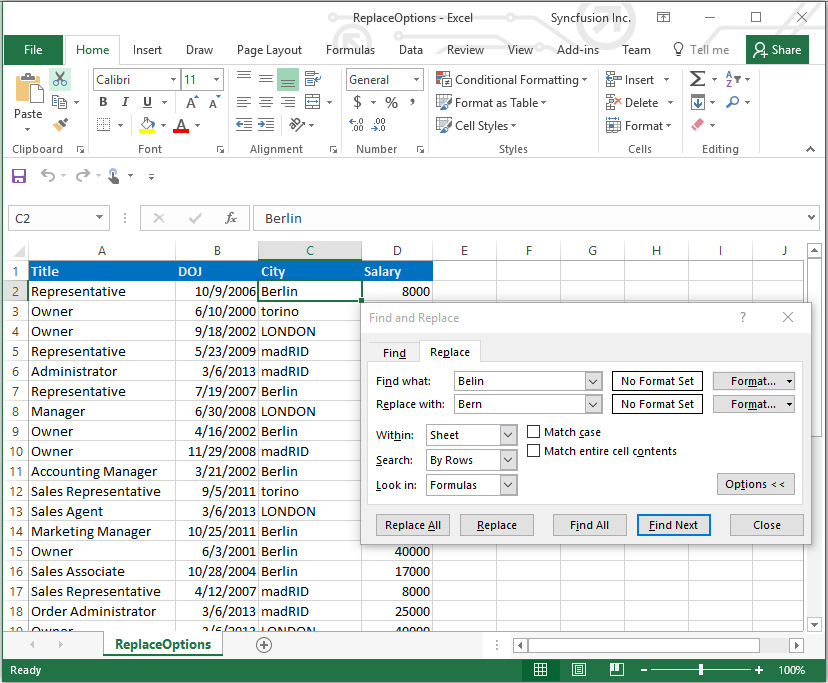 ReplaceOptions - Excel Syncfusion Inc.
File Home Insert Draw Page Layout Formulas Data Review View Add-ins Team Tell me Share
Calibri 11 General Conditional Formatting Insert
Paste B I U A A $ % , Format as Table Delete
A .00 Cell Styles Format
Clipboard Font Alignment Number Styles Cells Editing
C2 fx Berlin
A B C D E F G H I J
1 Title DOJ City Salary
2 Representative 10/9/2006 Berlin 8000
3 Owner 6/10/2000 torino
4 Owner 9/18/2002 LONDON
5 Representative 5/23/2009 madRID
6 Administrator 3/6/2013 madRID
7 Representative 7/19/2007 Berlin
8 Manager 6/30/2008 LONDON
9 Owner 4/16/2002 Berlin
10 Owner 11/29/2008 madRID
11 Accounting Manager 3/21/2002 Berlin
12 Sales Representative 9/5/2011 torino
13 Sales Agent 3/6/2013 LONDON
14 Marketing Manager 10/25/2011 Berlin
15 Owner 6/3/2001 Berlin 40000
16 Sales Associate 10/28/2004 Berlin 17000
17 Sales Representative 4/12/2007 madRID 8000
18 Order Administrator 3/6/2013 madRID 25000
Find and Replace ?
Find Replace
Find what: Belin No Format Set Format...
Replace with: Bern No Format Set Format...
Within: Sheet Match case
Search: By Rows Match entire cell contents
Look in: Formulas Options <<
Replace All Replace Find All Find Next Close
ReplaceOptions
Ready 100%